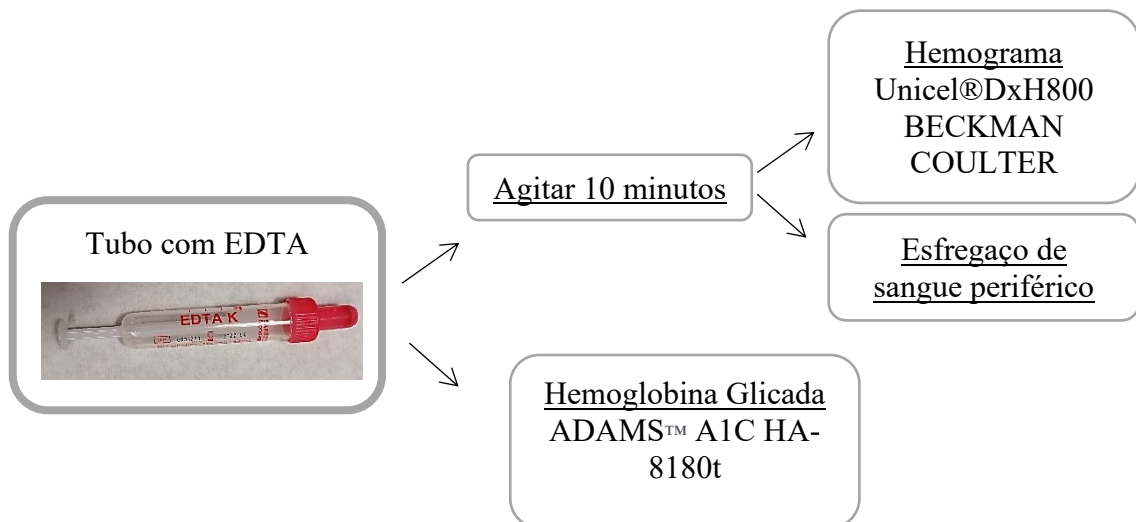 Hemograma
Unicel®DxH800
BECKMAN
COULTER
Agitar 10 minutos
Tubo com EDTA
EDTA K
Esfregaço de
sangue periférico
Hemoglobina Glicada
ADAMS™ A1C HA-
8180t